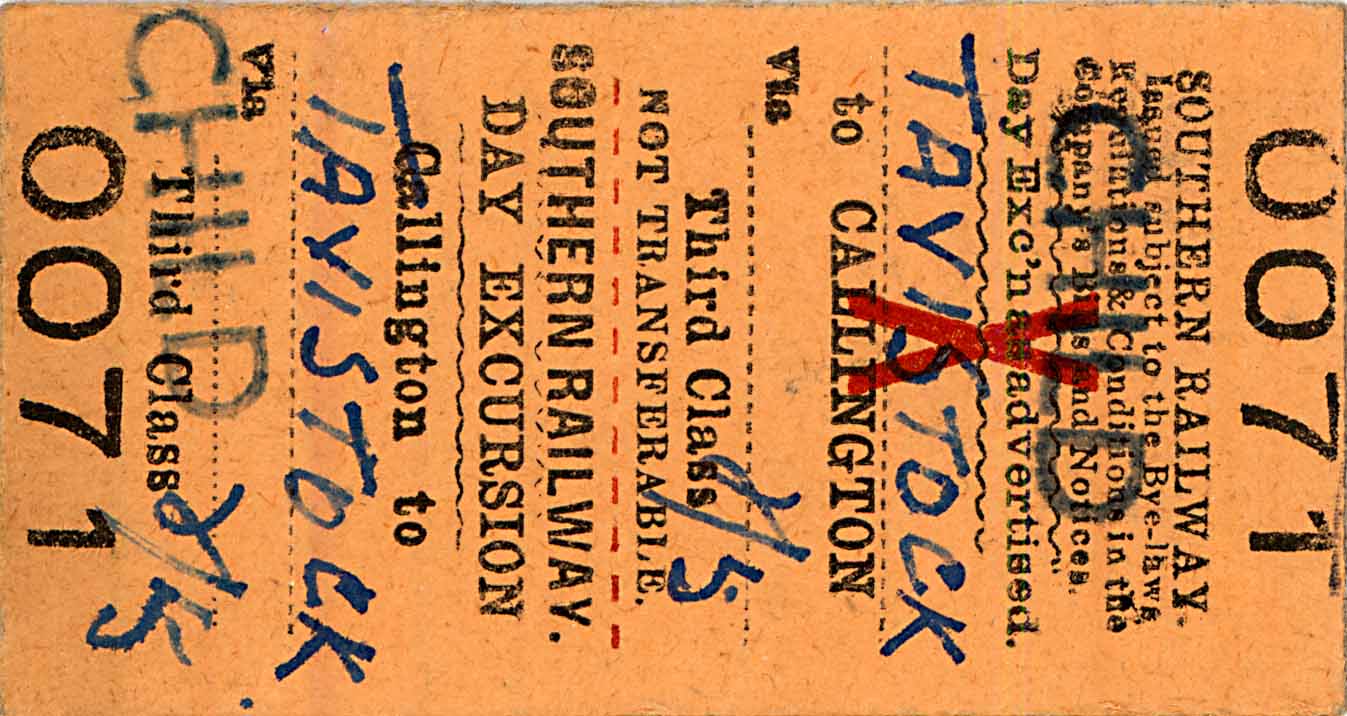 0071
SOUTHERN RAILWAY.
Issued subject to the Bye-laws
Regulations & Conditions in the
Company's Bills and Notices.
CHILD
Day Exc'n as advertised.
TAVISTOCK
to CALLINGTON
Via
2/5
Third Class
NOT TRANSFERABLE.
SOUTHERN RAILWAY.
DAY EXCURSION
Callington to
TAVISTOCK
Via
CHILD
Third Class
2/5
0071